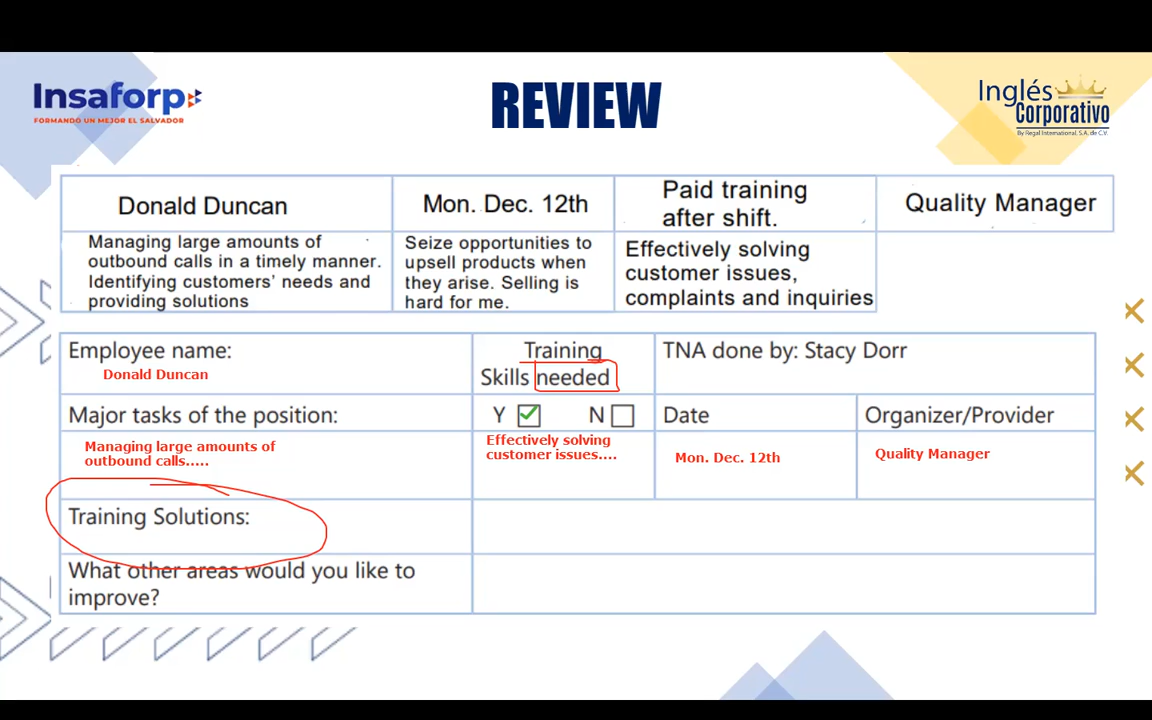 Insaforp
FORMANDO UN MEJOR EL SALVADOR
REVIEW
Inglés
Corporativo
By Regal International, S.A. de C.V.
Donald Duncan
Mon. Dec. 12th
Paid training
after shift.
Quality Manager
Managing large amounts of
outbound calls in a timely manner.
Identifying customers' needs and
providing solutions
Seize opportunities to
upsell products when
they arise. Selling is
hard for me.
Effectively solving
customer issues,
complaints and inquiries
Employee name:
Donald Duncan
Training
Skills needed
TNA done by: Stacy Dorr
Major tasks of the position:
Y N
Date
Organizer/Provider
Managing large amounts of
outbound calls.....
Effectively solving
customer issues....
Mon. Dec. 12th
Quality Manager
Training Solutions:
What other areas would you like to
improve?